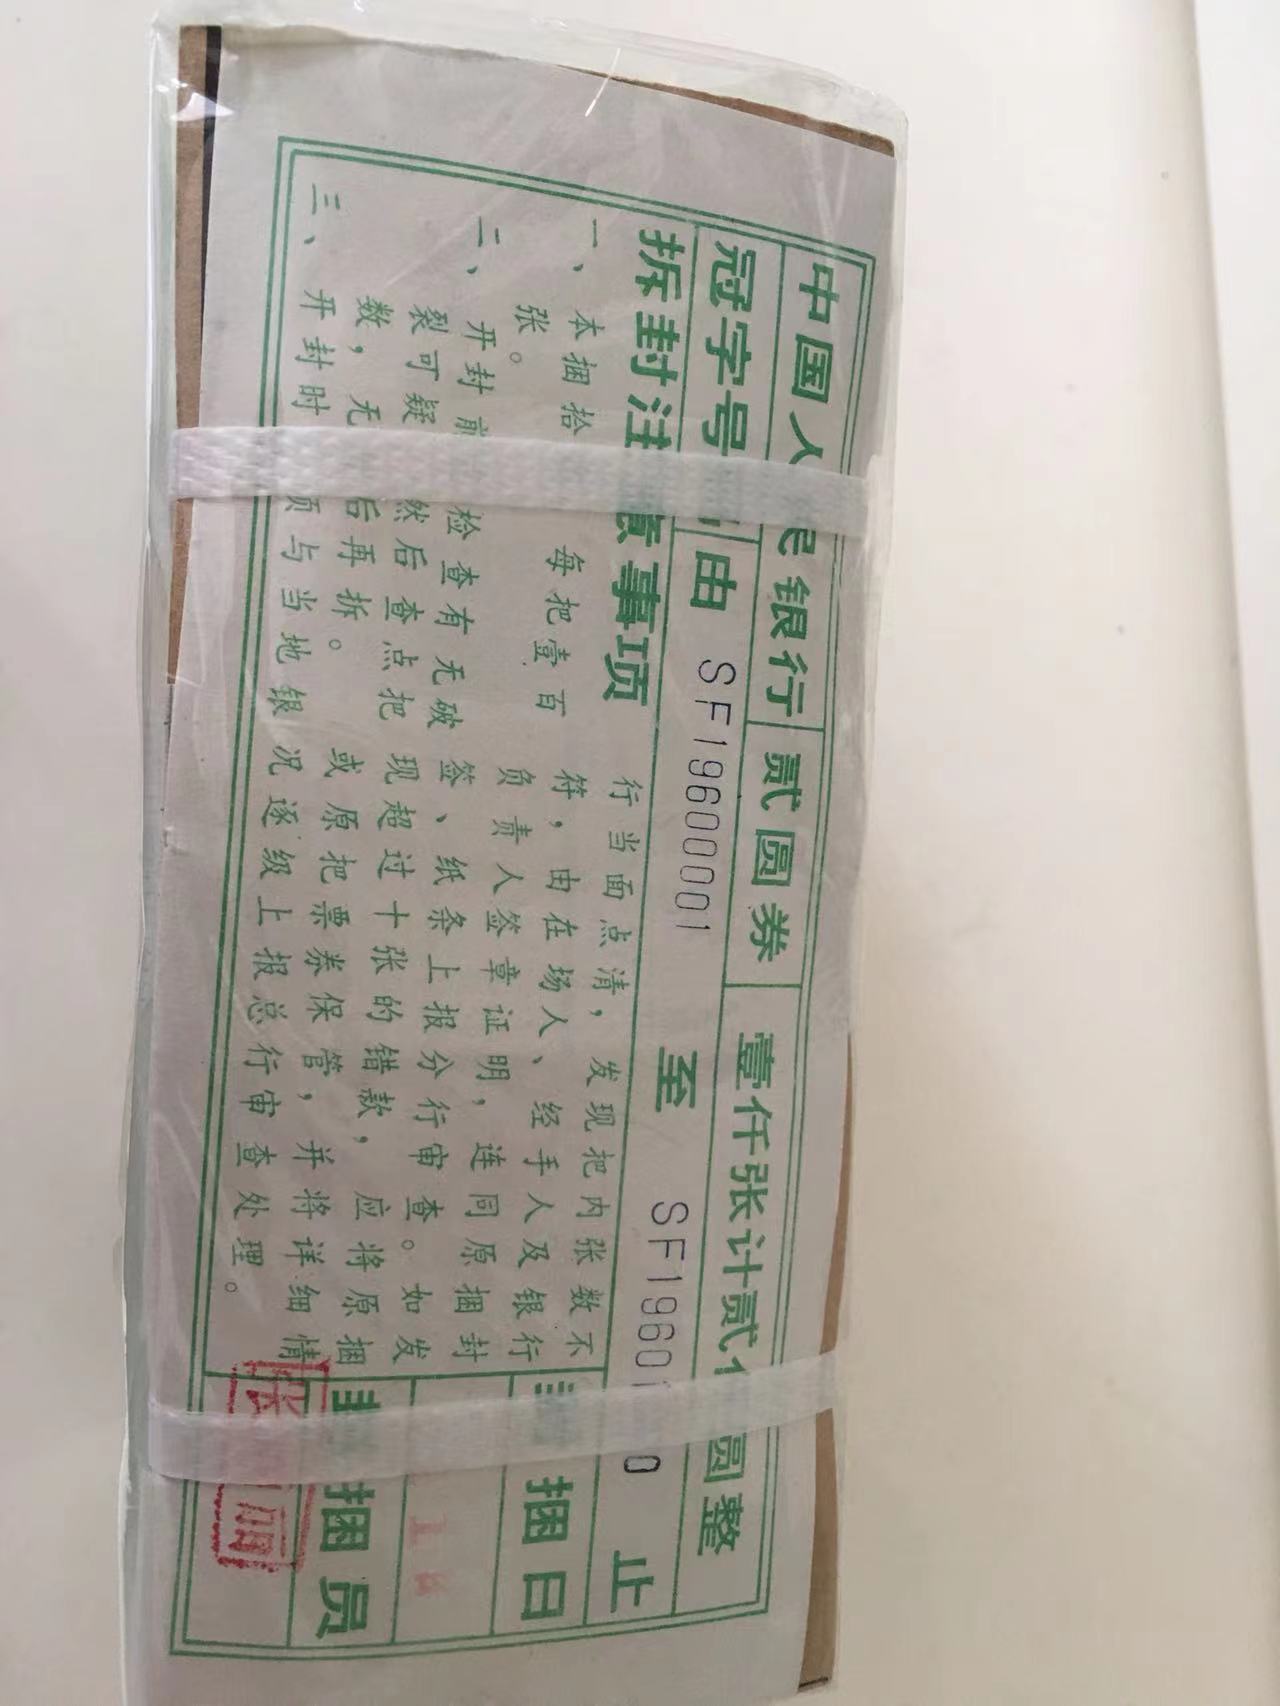 中国人民银行 贰圆券 壹仟张计贰 圆整
冠字号 由 SF1960001 至 SF1960 0 止
拆封注意事项
一、本捆拾 每把壹百
张。
二、开封前 检查有无破
裂可疑 然后查点把
数，无 后再拆。
三、开封时 须与当地银
行当面点清，发现把内张数不
符，由在场人、经手人及银行
负责人签章证明，连同原捆封
签、纸条上报分行审查。如发
现超过十张的错款，应将原捆
或原把票券保管，并将详细情
况逐级上报总行审查处理。
捆日
封捆员
张 丽